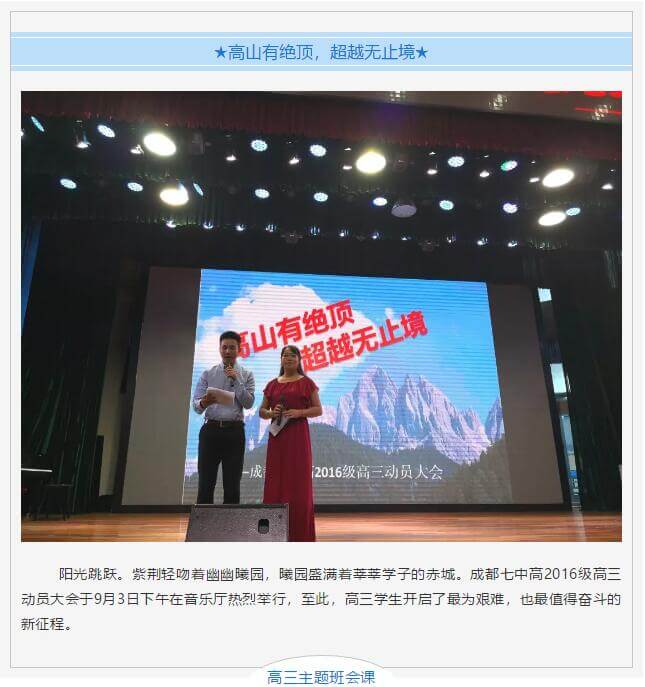 ★高山有绝顶，超越无止境★
高山有绝顶
超越无止境
2016级高三动员大会
阳光跳跃。紫荆轻吻着幽幽曦园，曦园盛满着莘莘学子的赤城。成都七中高2016级高三
动员大会于9月3日下午在音乐厅热烈举行，至此，高三学生开启了最为艰难，也最值得奋斗的
新征程。
高三主题班会课